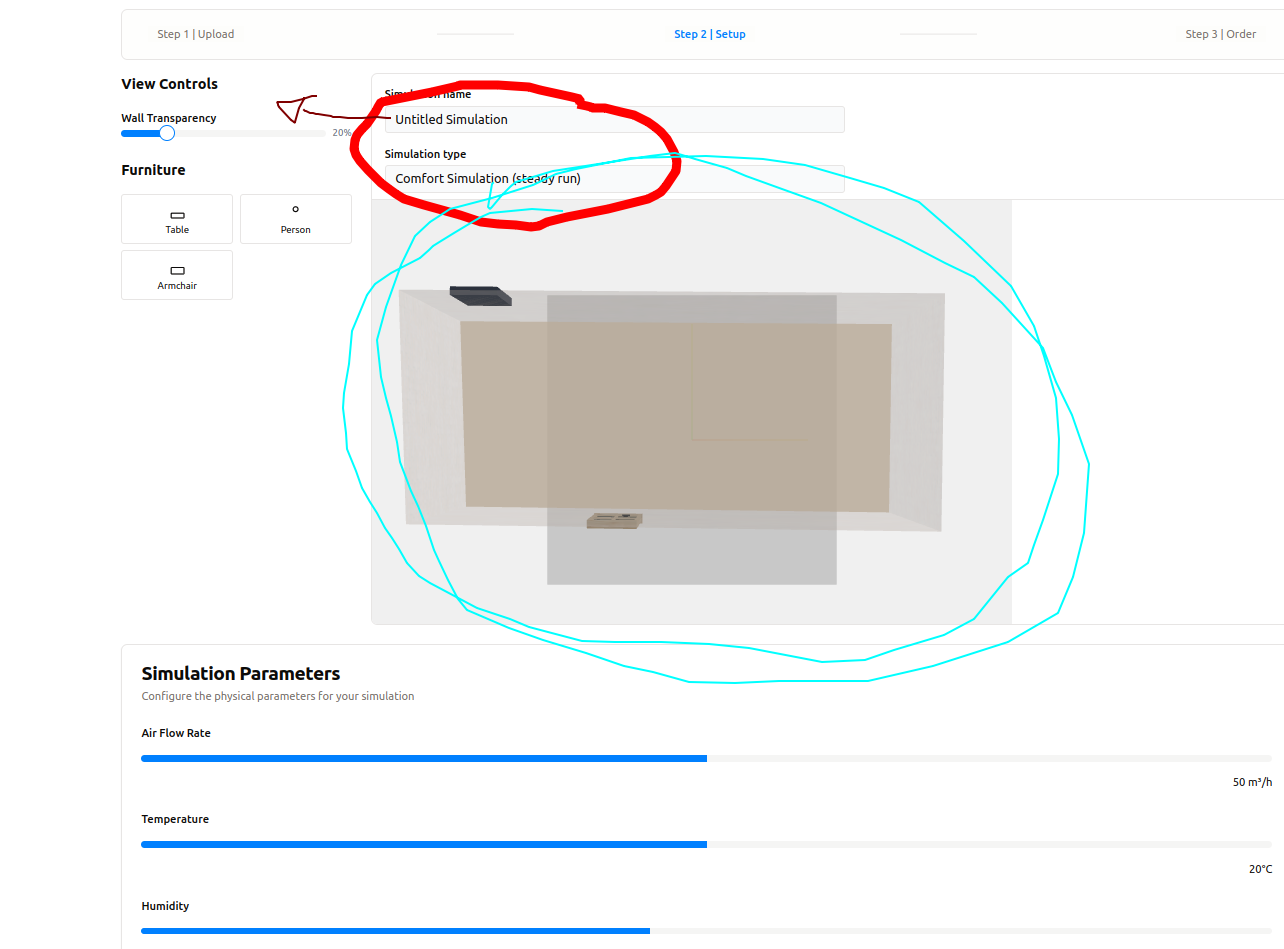 Step 1 | Upload
Step 2 | Setup
Step 3 | Order
View Controls
Wall Transparency
20%
Furniture
Table
Person
Armchair
Simulation name
Untitled Simulation
Simulation type
Comfort Simulation (steady run)
Simulation Parameters
Configure the physical parameters for your simulation
Air Flow Rate
50 m³/h
Temperature
20°C
Humidity